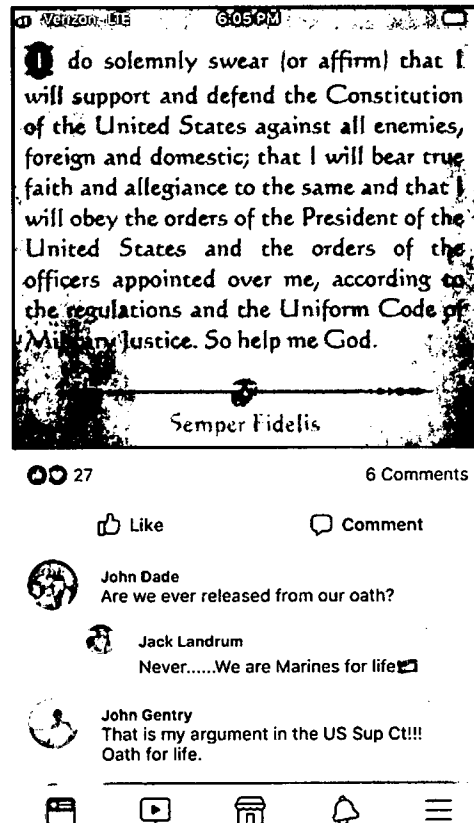 Verizon LTE 6:05 PM
I do solemnly swear (or affirm) that I
will support and defend the Constitution
of the United States against all enemies,
foreign and domestic; that I will bear true
faith and allegiance to the same and that I
will obey the orders of the President of the
United States and the orders of the
officers appointed over me, according to
the regulations and the Uniform Code of
Military Justice. So help me God.
Semper Fidelis
27 6 Comments
Like Comment
John Dade
Are we ever released from our oath?
Jack Landrum
Never......We are Marines for life
John Gentry
That is my argument in the US Sup Ct!!!
Oath for life.